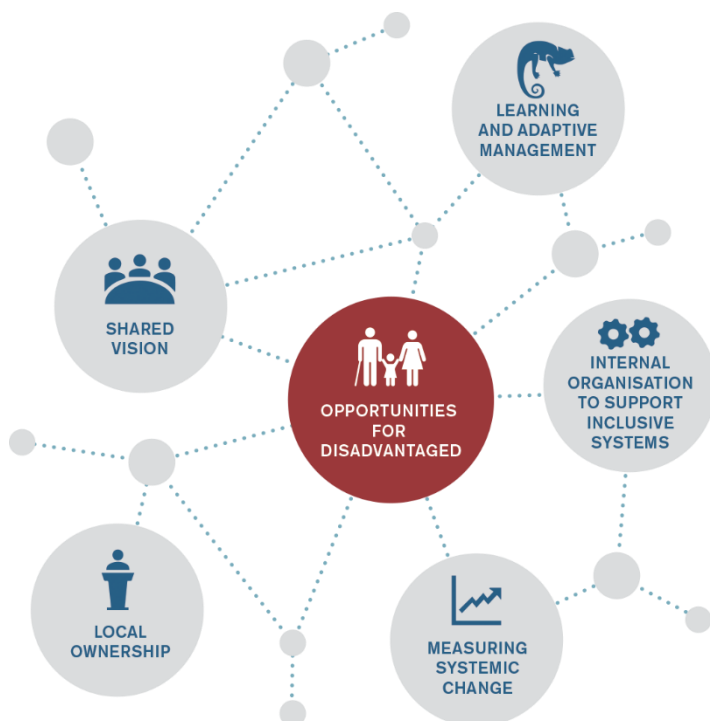 LEARNING
AND ADAPTIVE
MANAGEMENT
SHARED
VISION
OPPORTUNITIES
FOR
DISADVANTAGED
INTERNAL
ORGANISATION
TO SUPPORT
INCLUSIVE
SYSTEMS
LOCAL
OWNERSHIP
MEASURING
SYSTEMIC
CHANGE